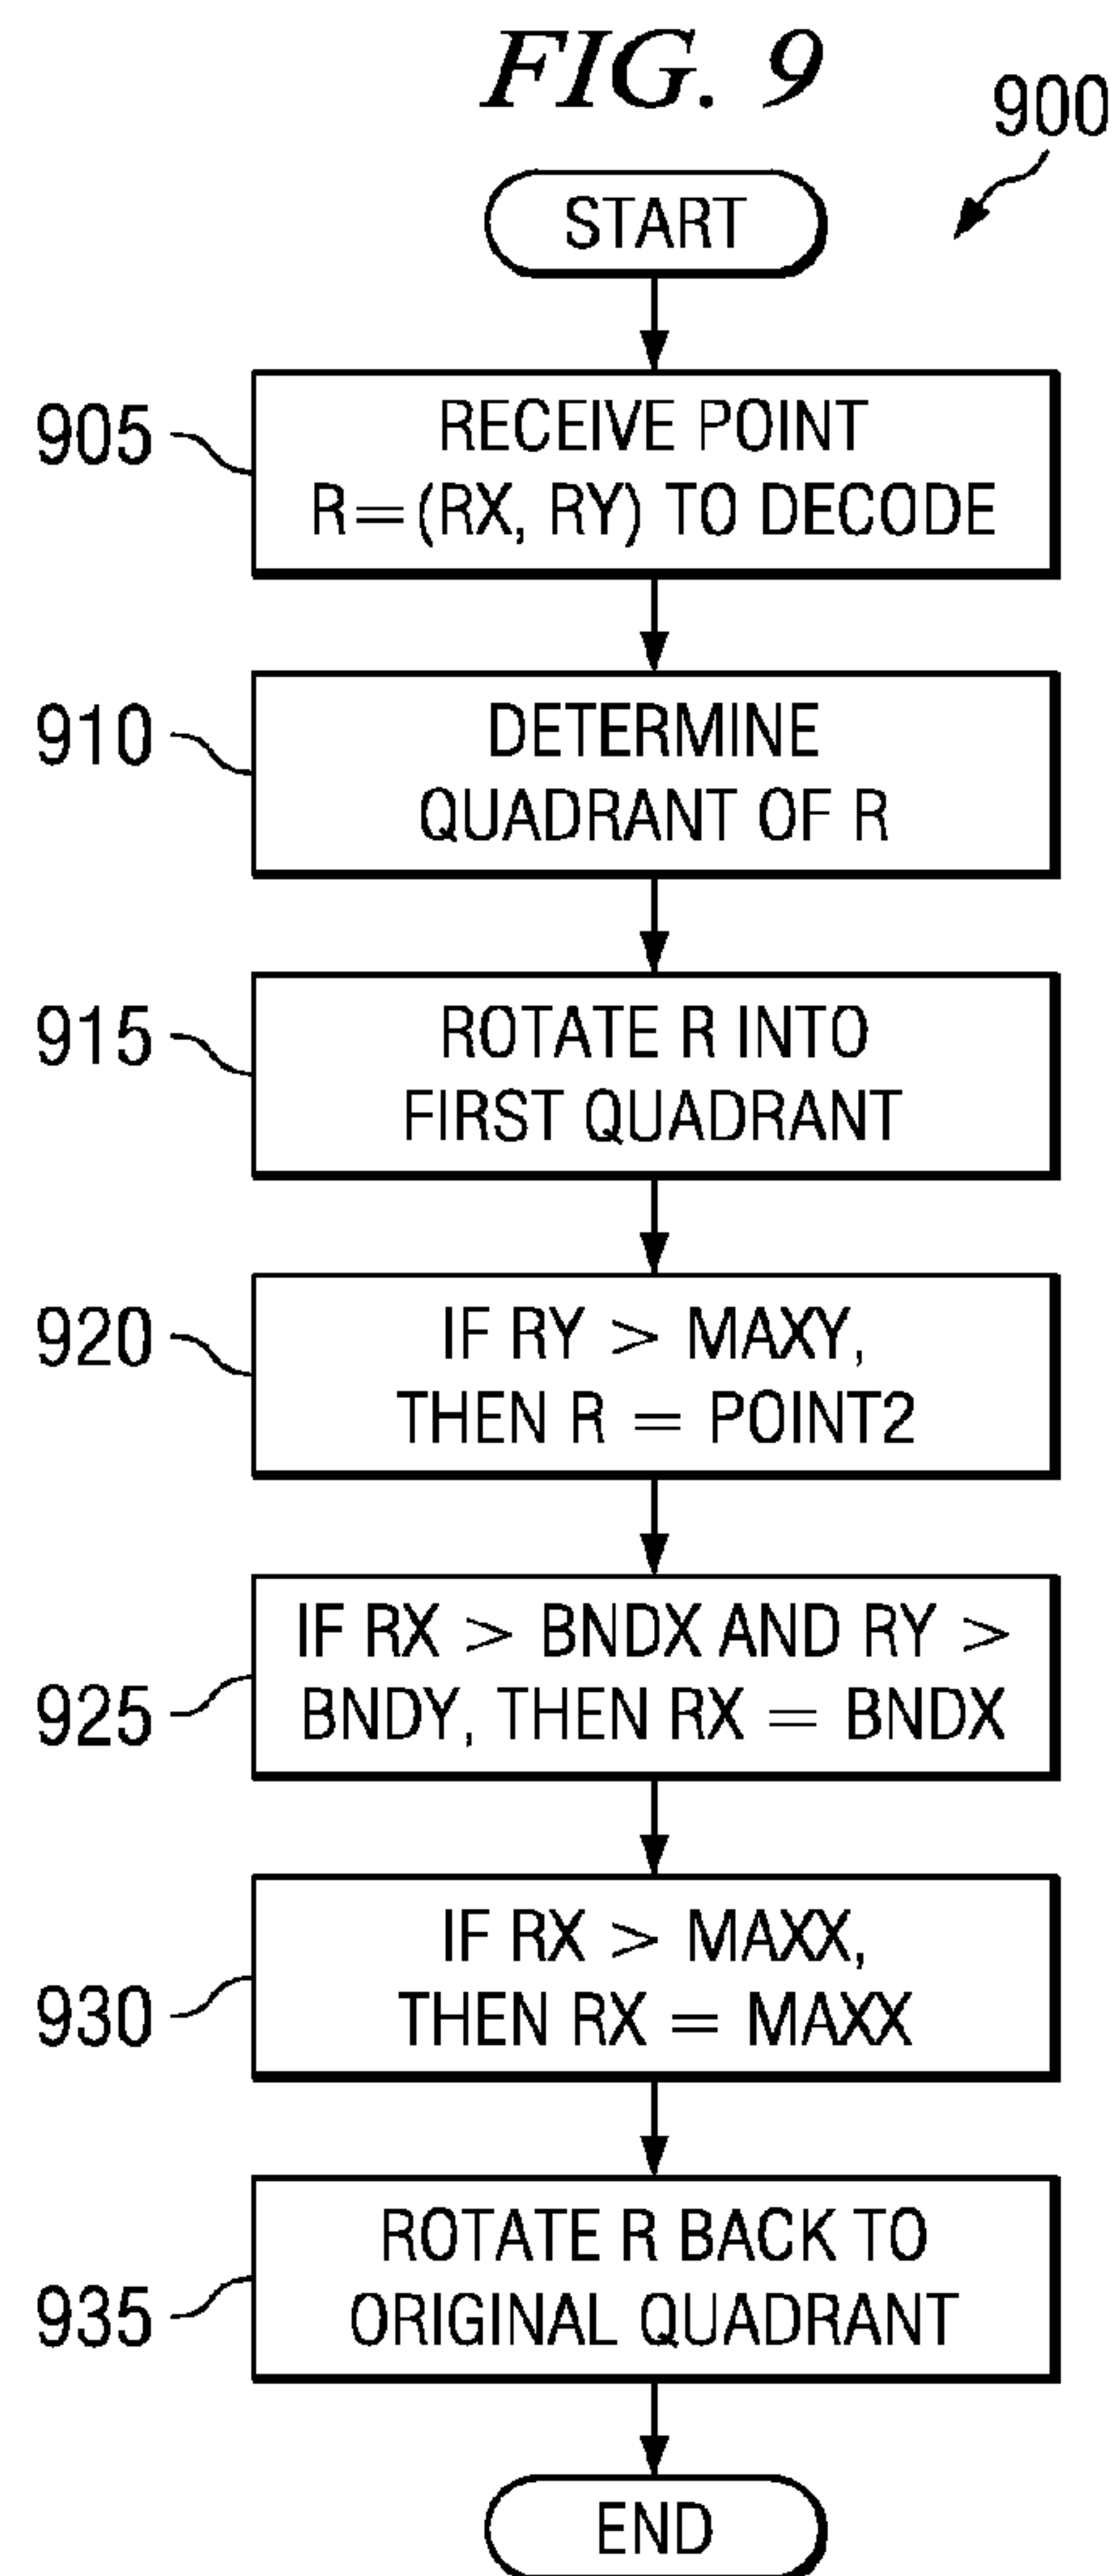 FIG. 9
900
START
905
RECEIVE POINT
R=(RX, RY) TO DECODE
910
DETERMINE
QUADRANT OF R
915
ROTATE R INTO
FIRST QUADRANT
920
IF RY > MAXY,
THEN R = POINT2
925
IF RX > BNDX AND RY >
BNDY, THEN RX = BNDX
930
IF RX > MAXX,
THEN RX = MAXX
935
ROTATE R BACK TO
ORIGINAL QUADRANT
END